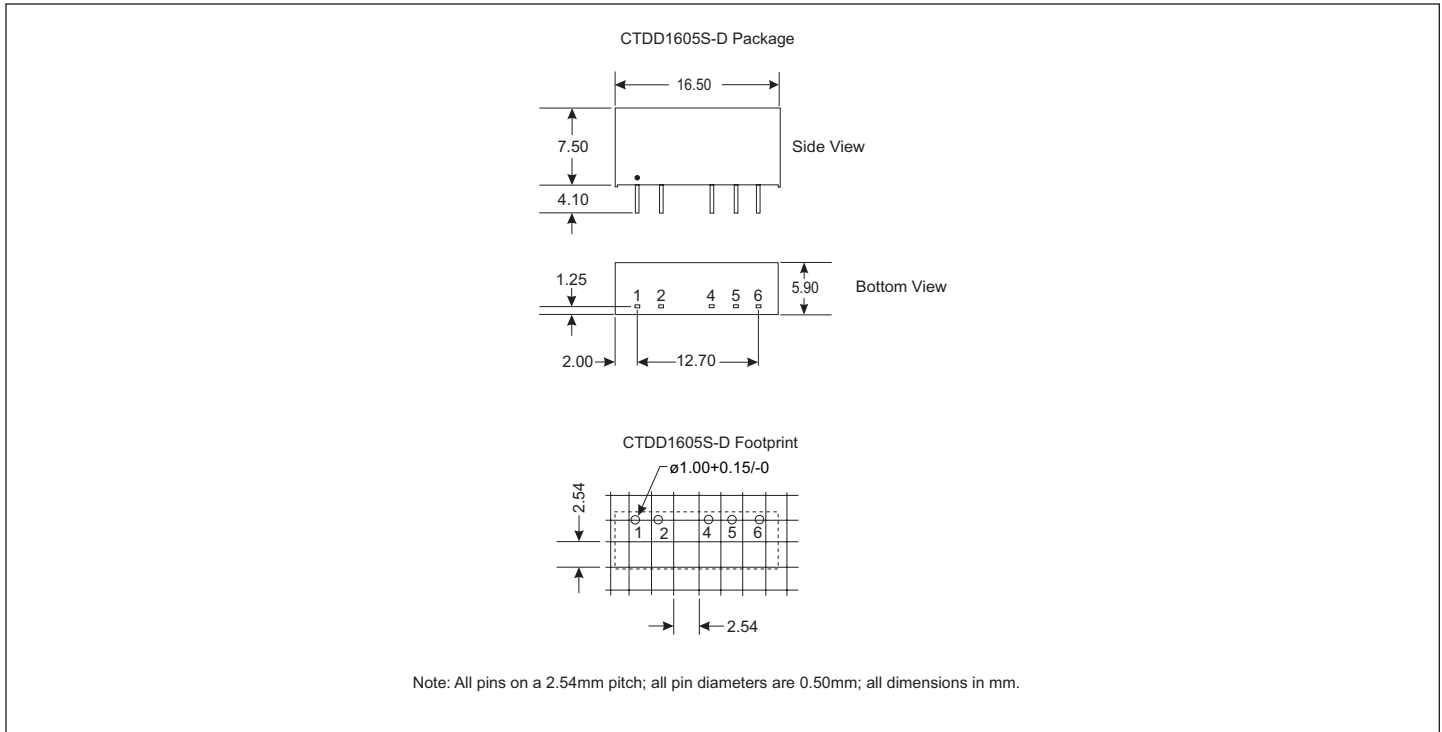 CTDD1605S-D Package
16.50
7.50
Side View
4.10
1.25
1 2 4 5 6
5.90
Bottom View
2.00
12.70
CTDD1605S-D Footprint
ø1.00+0.15/-0
2.54
1 2 4 5 6
2.54
Note: All pins on a 2.54mm pitch; all pin diameters are 0.50mm; all dimensions in mm.